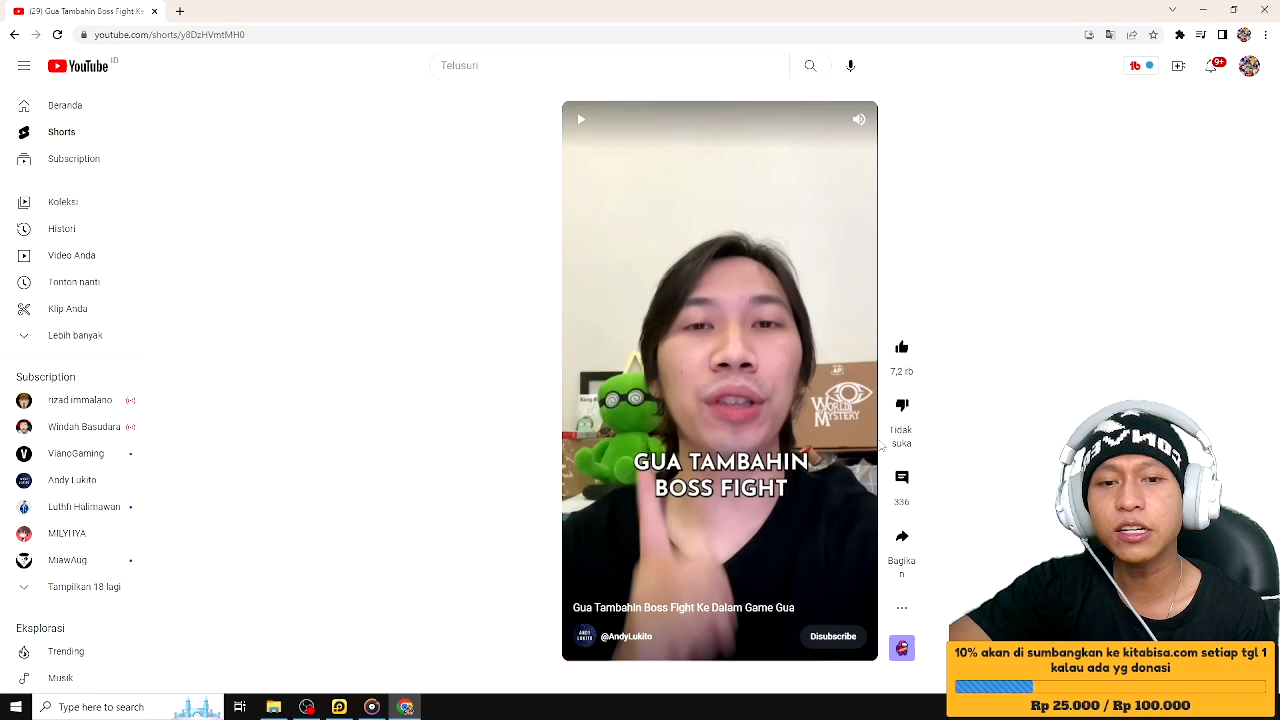 (29) Gua Tambahin Boss Fight Ke
youtube.com/shorts/y8DzHVmtMH0
YouTube ID
Telusuri
9+
Beranda
Shorts
Subscription
Koleksi
Histori
Video Anda
Tonton nanti
Klip Anda
Lebih banyak
Subscription
rizad immalano
Windah Basudara
VianoGaming
Andy Lukito
Luthfi Halimawan
MILYHYA
MiawAug
Tampilkan 18 lagi
Eksplorasi
Trending
Musik
WORLD
MYSTERY
GUA TAMBAHIN
BOSS FIGHT
Gua Tambahin Boss Fight Ke Dalam Game Gua
ANDY
LUKITO
@AndyLukito
Disubscribe
7,2 rb
Tidak
suka
336
Bagika
n
10% akan di sumbangkan ke kitabisa.com setiap tgl 1
kalau ada yg donasi
Rp 25.000 / Rp 100.000
Type here to search